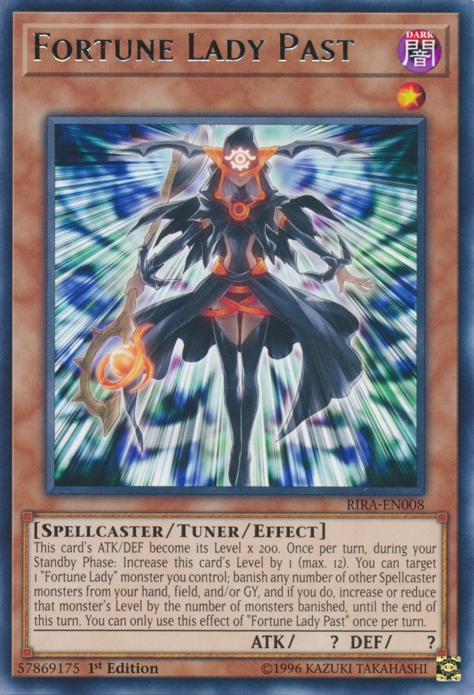 FORTUNE LADY PAST
DARK
闇
RIRA-EN008
[SPELLCASTER/TUNER/EFFECT]
This card's ATK/DEF become its Level x 200. Once per turn, during your
Standby Phase: Increase this card's Level by 1 (max. 12). You can target
1 "Fortune Lady" monster you control; banish any number of other Spellcaster
monsters from your hand, field, and/or GY, and if you do, increase or reduce
that monster's Level by the number of monsters banished, until the end of
this turn. You can only use this effect of "Fortune Lady Past" once per turn.
ATK/ ? DEF/ ?
57869175 1st Edition ©1996 KAZUKI TAKAHASHI